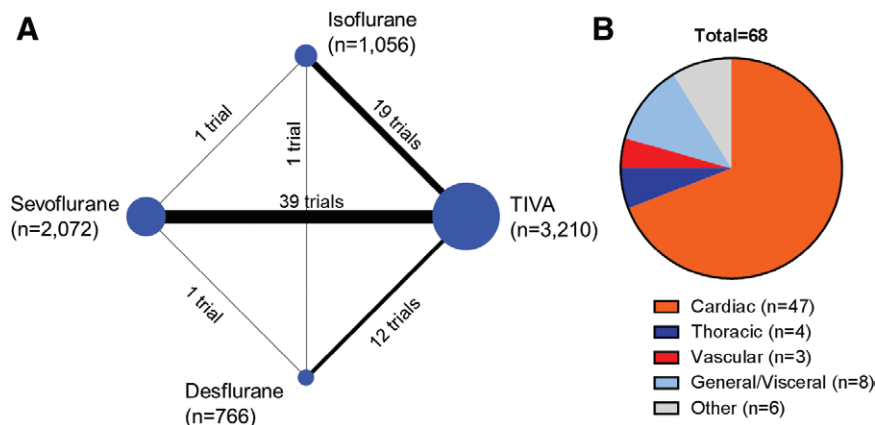 A
Isoflurane
(n=1,056)
1 trial
1 trial
19 trials
Sevoflurane
(n=2,072)
39 trials
TIVA
(n=3,210)
1 trial
12 trials
Desflurane
(n=766)
B
Total=68
Cardiac (n=47)
Thoracic (n=4)
Vascular (n=3)
General/Visceral (n=8)
Other (n=6)